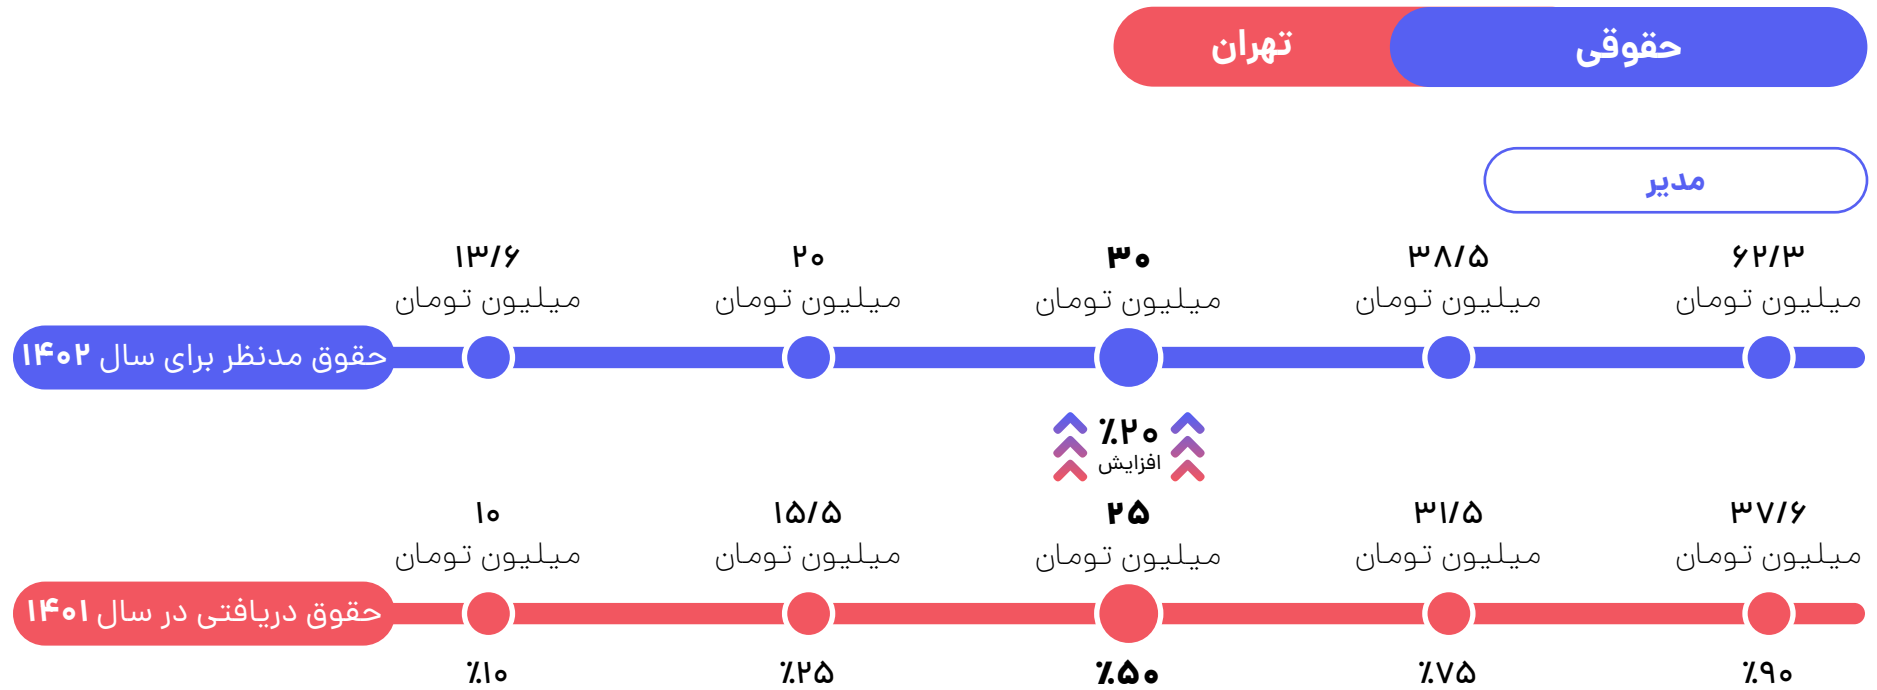 حقوقی
تهران
مدیر
۱۳/۶ ۲۰ ۳۰ ۳۸/۵ ۶۲/۳
میلیون تومان میلیون تومان میلیون تومان میلیون تومان میلیون تومان
حقوق مدنظر برای سال ۱۴۰۲
٪۲۰
افزایش
۱۰ ۱۵/۵ ۲۵ ۳۱/۵ ۳۷/۶
میلیون تومان میلیون تومان میلیون تومان میلیون تومان میلیون تومان
حقوق دریافتی در سال ۱۴۰۱
٪۱۰ ٪۲۵ ٪۵۰ ٪۷۵ ٪۹۰